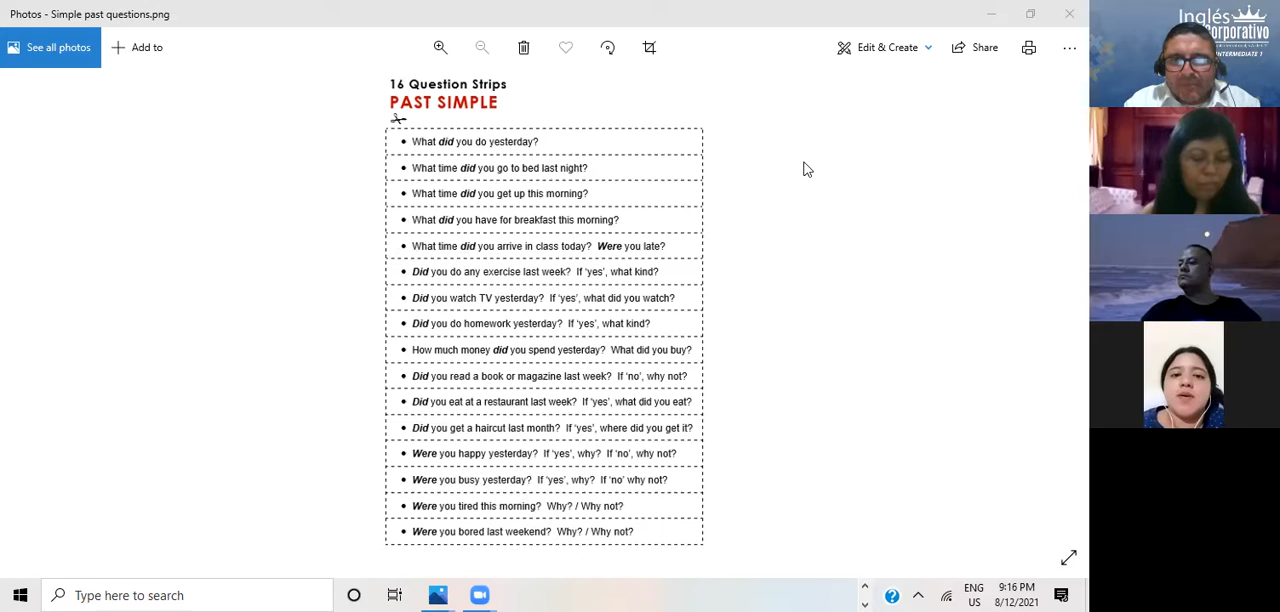 Photos - Simple past questions.png
See all photos
Add to
Edit & Create
Share
Inglés
Corporativo
INTERMEDIATE 1
16 Question Strips
PAST SIMPLE
• What did you do yesterday?
• What time did you go to bed last night?
• What time did you get up this morning?
• What did you have for breakfast this morning?
• What time did you arrive in class today? Were you late?
• Did you do any exercise last week? If 'yes', what kind?
• Did you watch TV yesterday? If 'yes', what did you watch?
• Did you do homework yesterday? If 'yes', what kind?
• How much money did you spend yesterday? What did you buy?
• Did you read a book or magazine last week? If 'no', why not?
• Did you eat at a restaurant last week? If 'yes', what did you eat?
• Did you get a haircut last month? If 'yes', where did you get it?
• Were you happy yesterday? If 'yes', why? If 'no', why not?
• Were you busy yesterday? If 'yes', why? If 'no' why not?
• Were you tired this morning? Why? / Why not?
• Were you bored last weekend? Why? / Why not?
Type here to search
ENG
US
9:16 PM
8/12/2021